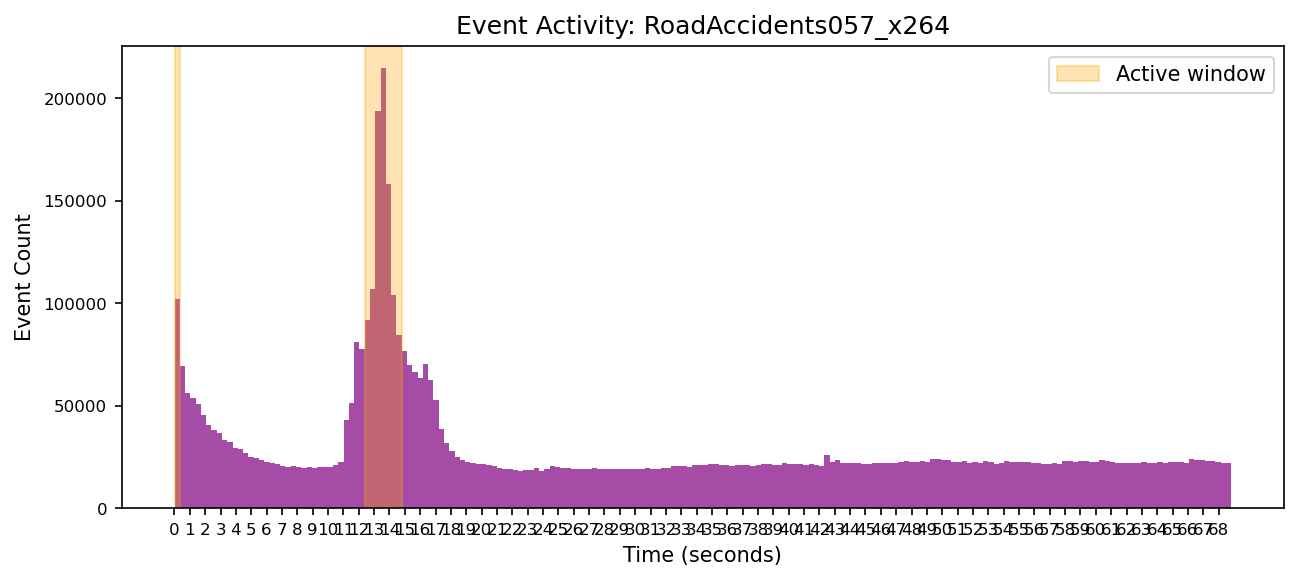 Event Activity: RoadAccidents057_x264
Active window
200000
150000
100000
50000
0
Event Count
0 1 2 3 4 5 6 7 8 9 10 11 12 13 14 15 16 17 18 19 20 21 22 23 24 25 26 27 28 29 30 31 32 33 34 35 36 37 38 39 40 41 42 43 44 45 46 47 48 49 50 51 52 53 54 55 56 57 58 59 60 61 62 63 64 65 66 67 68
Time (seconds)